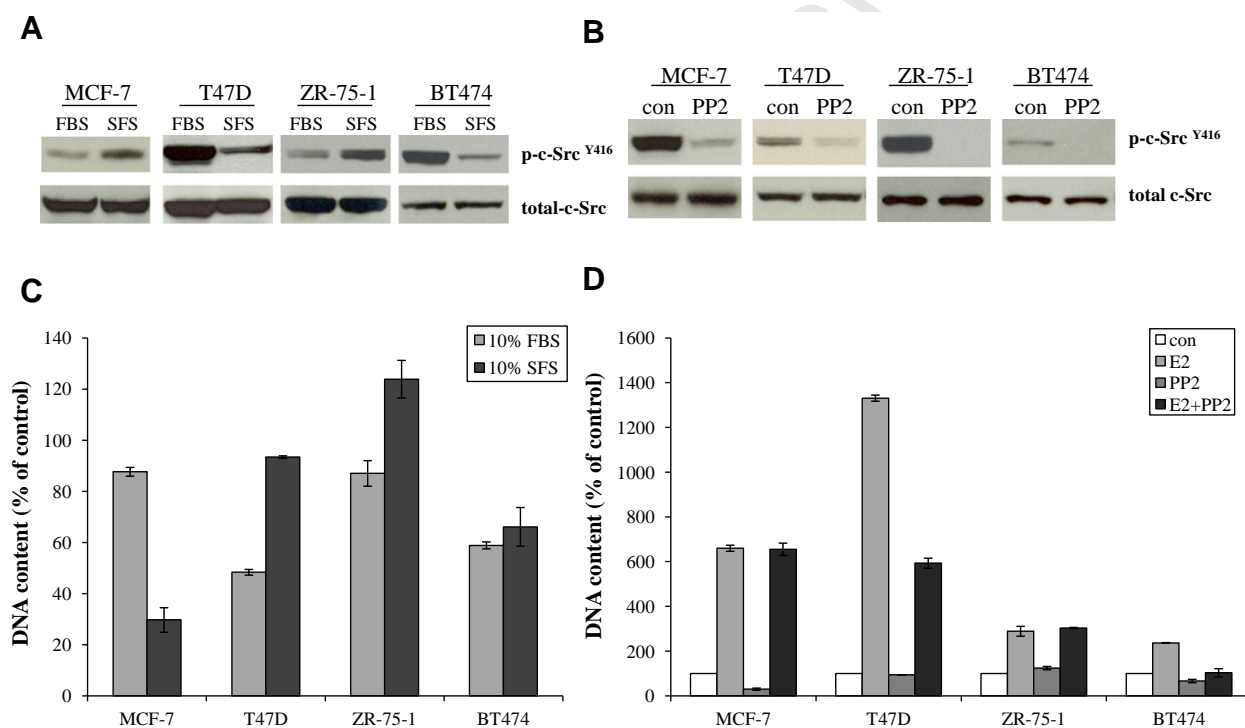 A
MCF-7 T47D ZR-75-1 BT474
FBS SFS FBS SFS FBS SFS FBS SFS
p-c-Src Y416
total-c-Src
B
MCF-7 T47D ZR-75-1 BT474
con PP2 con PP2 con PP2 con PP2
p-c-Src Y416
total c-Src
C
DNA content (% of control)
140
120
100
80
60
40
20
0
10% FBS
10% SFS
MCF-7 T47D ZR-75-1 BT474
D
DNA content (% of control)
1600
1400
1200
1000
800
600
400
200
0
con
E2
PP2
E2+PP2
MCF-7 T47D ZR-75-1 BT474